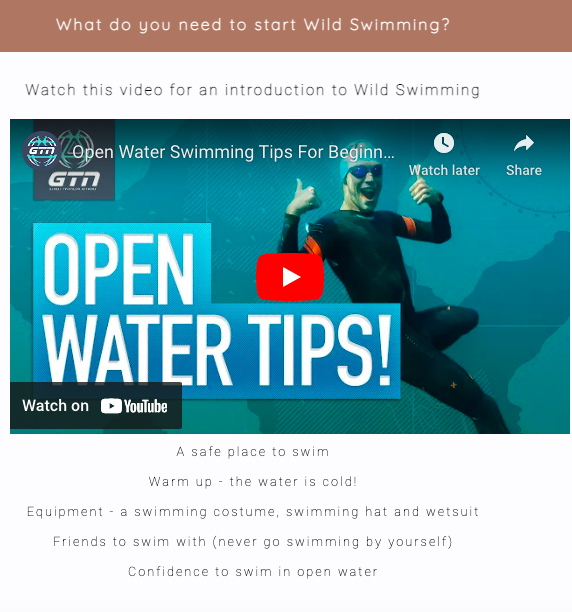 What do you need to start Wild Swimming?
Watch this video for an introduction to Wild Swimming
GTN Open Water Swimming Tips For Beginn...
Watch later
Share
GTN
OPEN
WATER TIPS!
Watch on YouTube
A safe place to swim
Warm up - the water is cold!
Equipment - a swimming costume, swimming hat and wetsuit
Friends to swim with (never go swimming by yourself)
Confidence to swim in open water